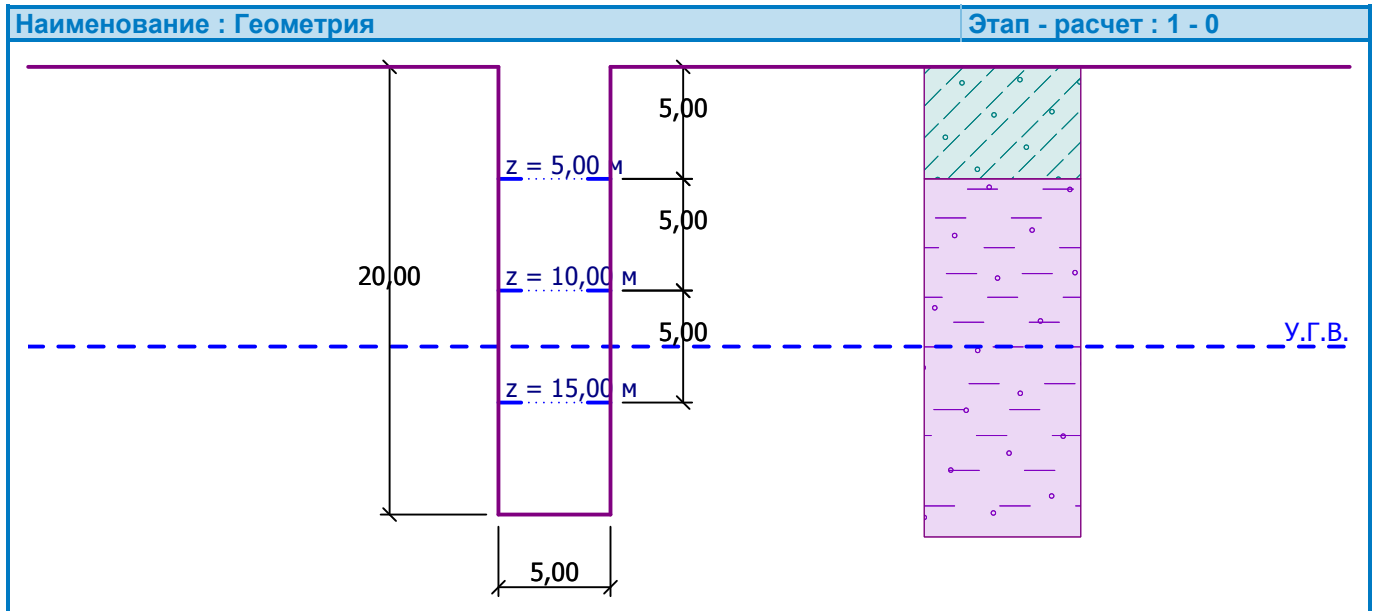 Наименование : Геометрия
Этап - расчет : 1 - 0
5,00
z = 5,00 м
5,00
20,00
z = 10,00 м
5,00
У.Г.В.
z = 15,00 м
5,00